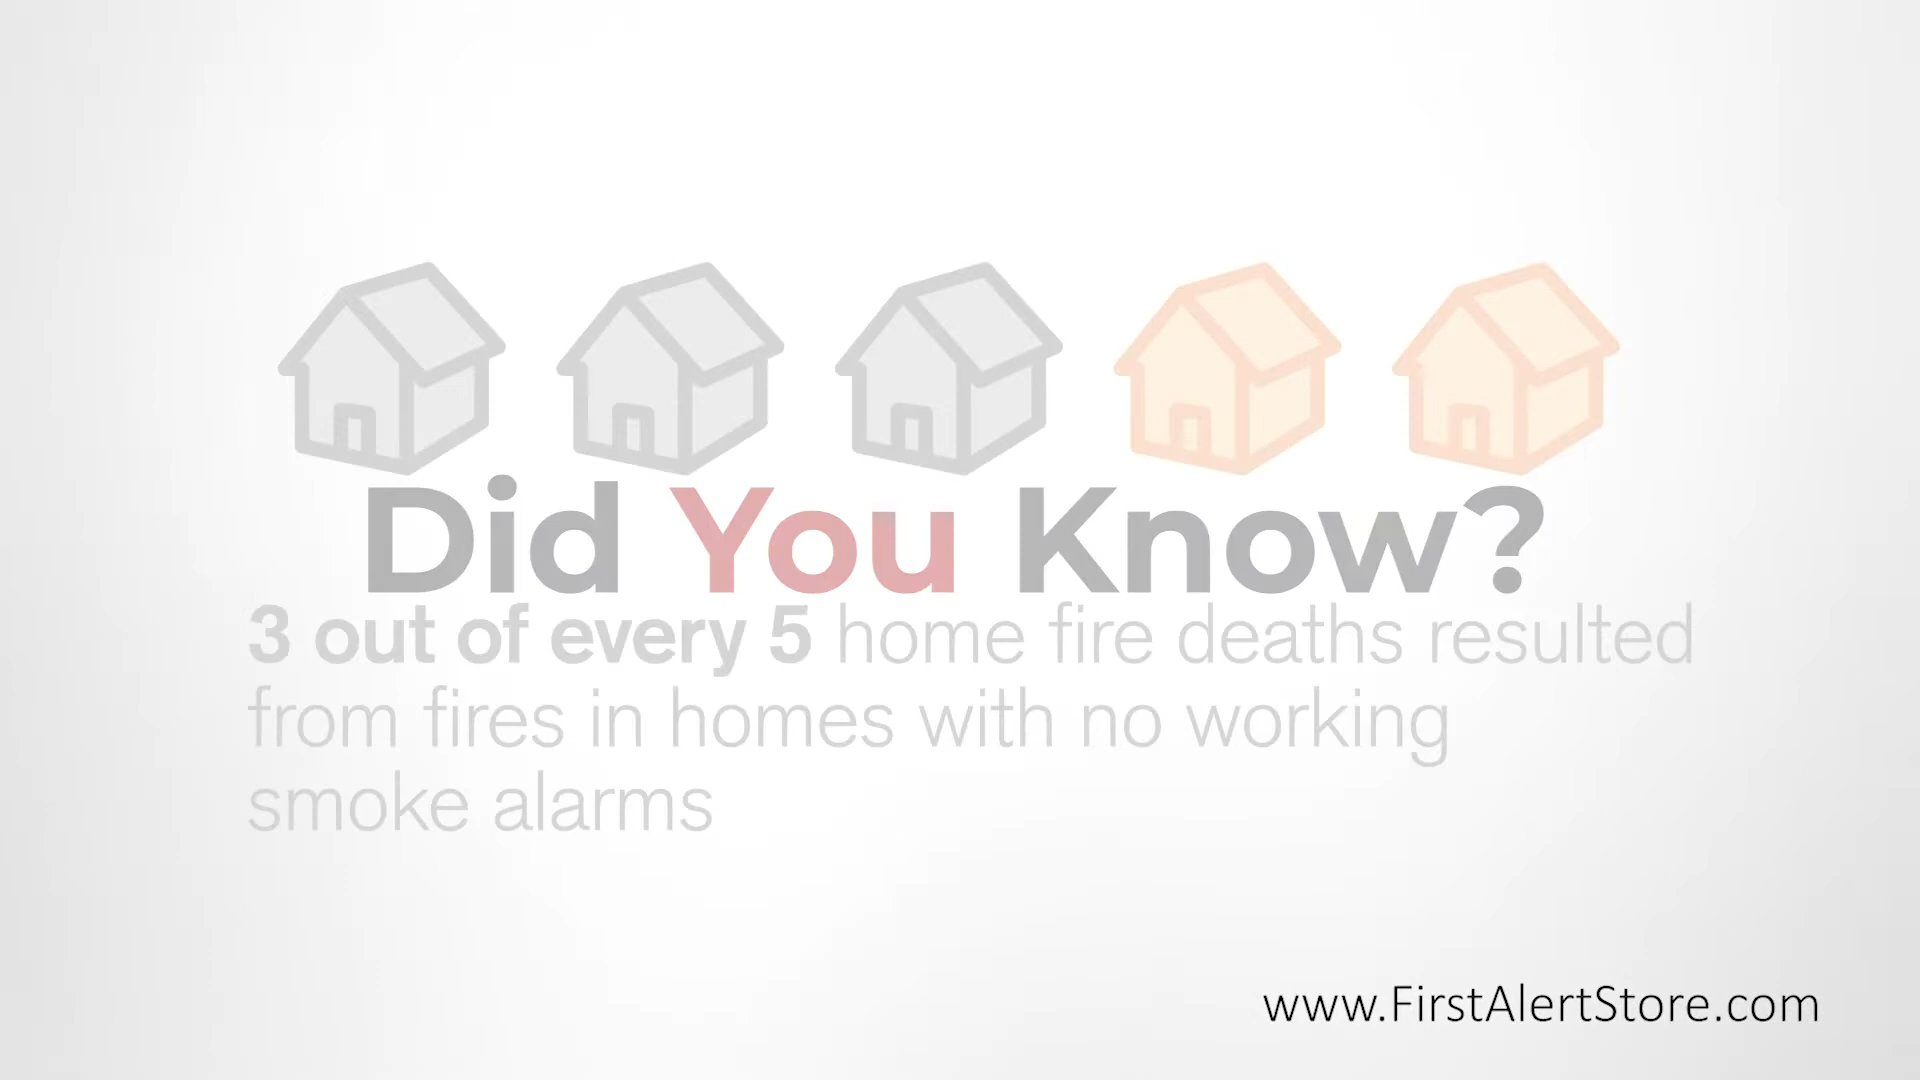 Did You Know?
3 out of every 5 home fire deaths resulted
from fires in homes with no working
smoke alarms
www.FirstAlertStore.com